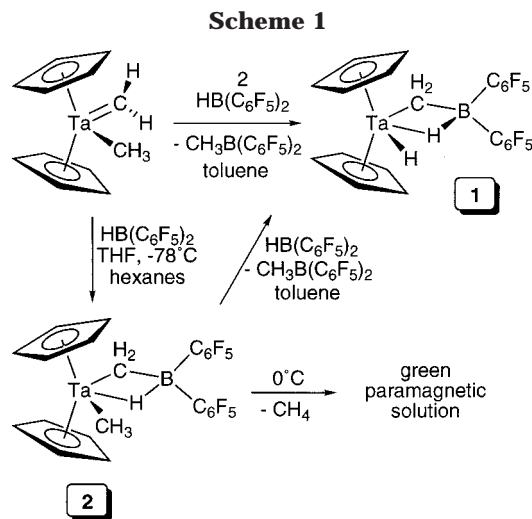 Scheme 1
H
Ta
C
H
CH3
2
HB(C6F5)2
- CH3B(C6F5)2
toluene
H2
C
B
C6F5
C6F5
Ta
H
H
1
HB(C6F5)2
THF, -78°C
hexanes
HB(C6F5)2
- CH3B(C6F5)2
toluene
H2
C
B
C6F5
C6F5
Ta
H
CH3
2
0°C
- CH4
green
paramagnetic
solution